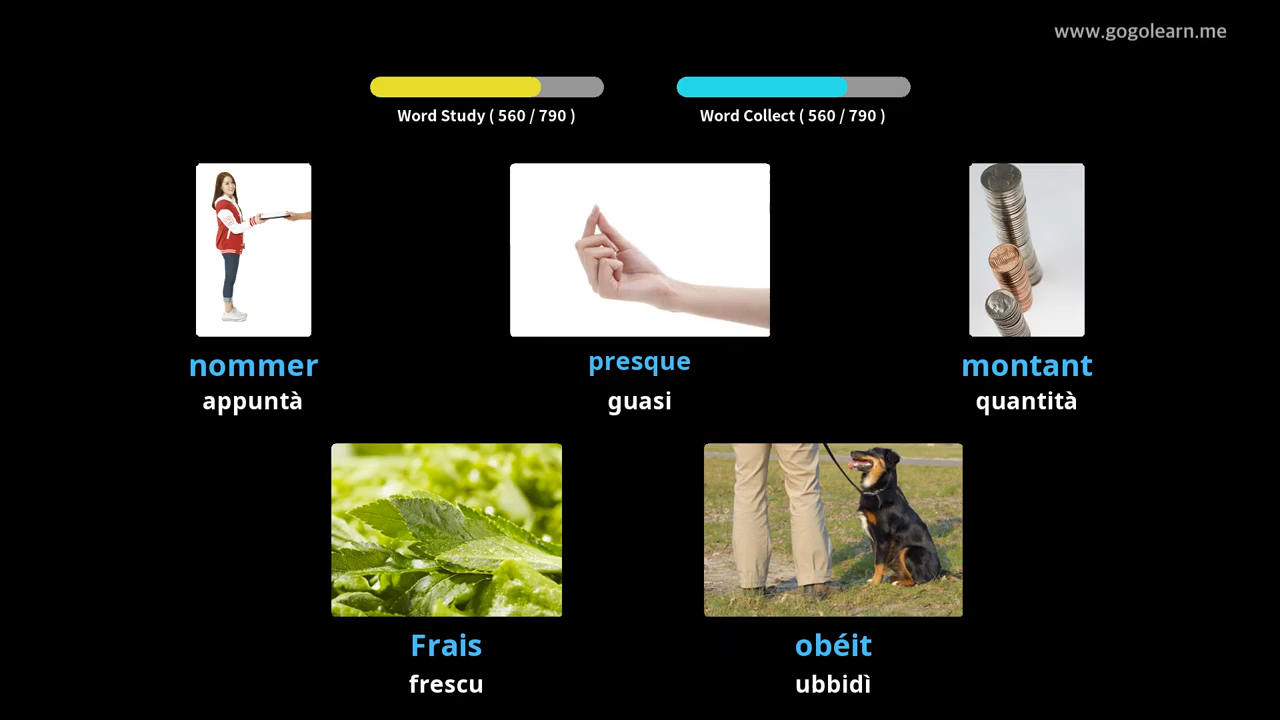 www.gogolearn.me
Word Study ( 560 / 790 )
Word Collect ( 560 / 790 )
nommer
appuntà
presque
guasi
montant
quantità
Frais
frescu
obéit
ubbidì